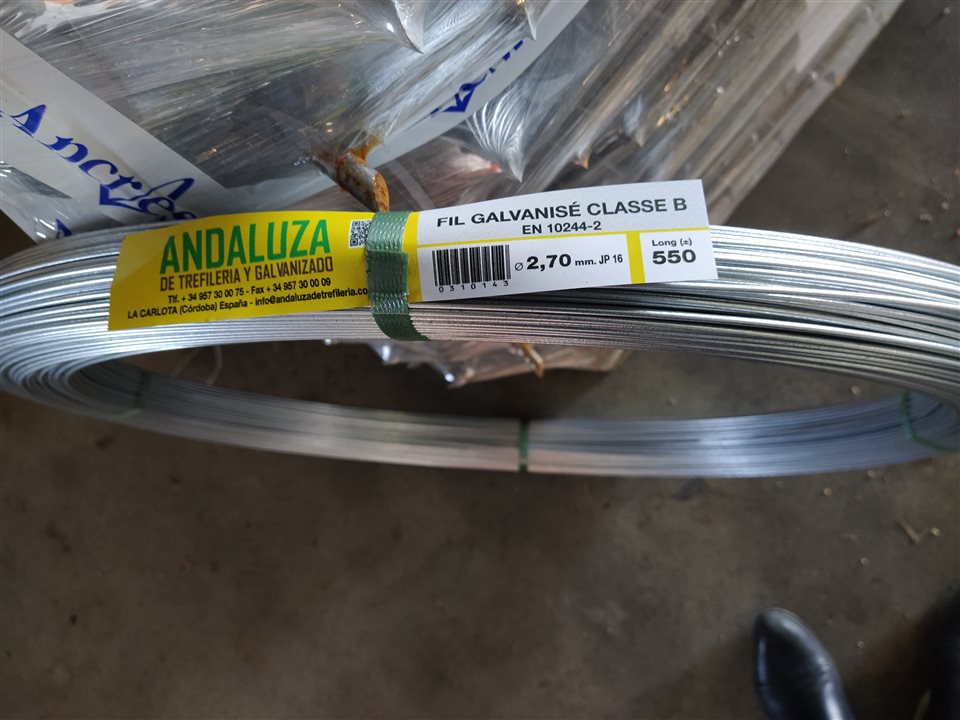 ANDALUZA
DE TREFILERIA Y GALVANIZADO
Tlf. + 34 957 30 00 75 - Fax + 34 957 30 00 09
LA CARLOTA (Córdoba) España - info@andaluzadetrefileria.co
FIL GALVANISÉ CLASSE B
EN 10244-2
0310143
Ø 2,70 mm. JP 16
Long (±)
550